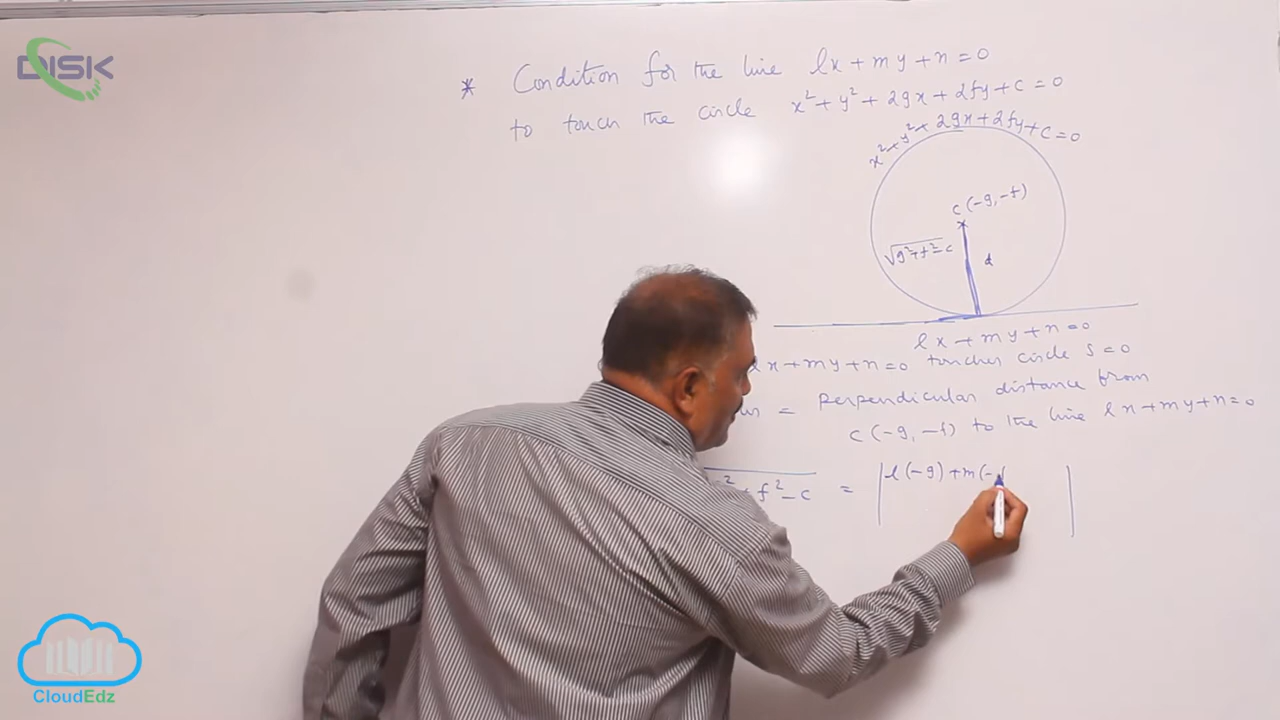 DISK
* Condition for the line lx + my + n = 0
to touch the circle x² + y² + 2gx + 2fy + c = 0
x² + y² + 2gx + 2fy + c = 0
c (-g, -f)
√g²+f²-c
d
lx + my + n = 0
lx + my + n = 0 touches circle S = 0
= perpendicular distance from
c (-g, -f) to the line lx + my + n = 0
² + f² - c = | l(-g) + m(- |
CloudEdz